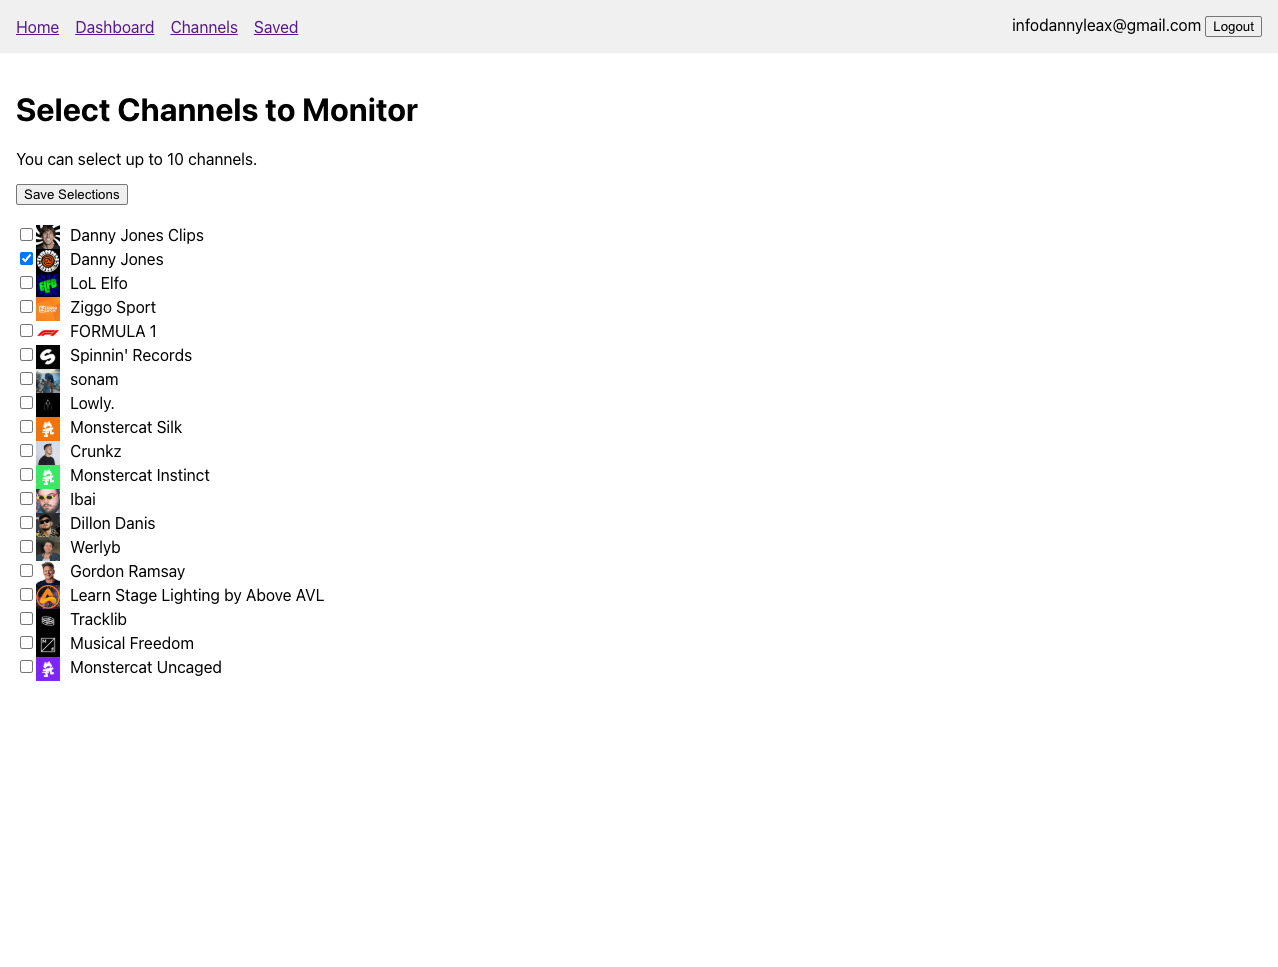 Home Dashboard Channels Saved infodannyleax@gmail.com Logout
Select Channels to Monitor
You can select up to 10 channels.
Save Selections
Danny Jones Clips
Danny Jones
LoL Elfo
Ziggo Sport
FORMULA 1
Spinnin' Records
sonam
Lowly.
Monstercat Silk
Crunkz
Monstercat Instinct
Ibai
Dillon Danis
Werlyb
Gordon Ramsay
Learn Stage Lighting by Above AVL
Tracklib
Musical Freedom
Monstercat Uncaged